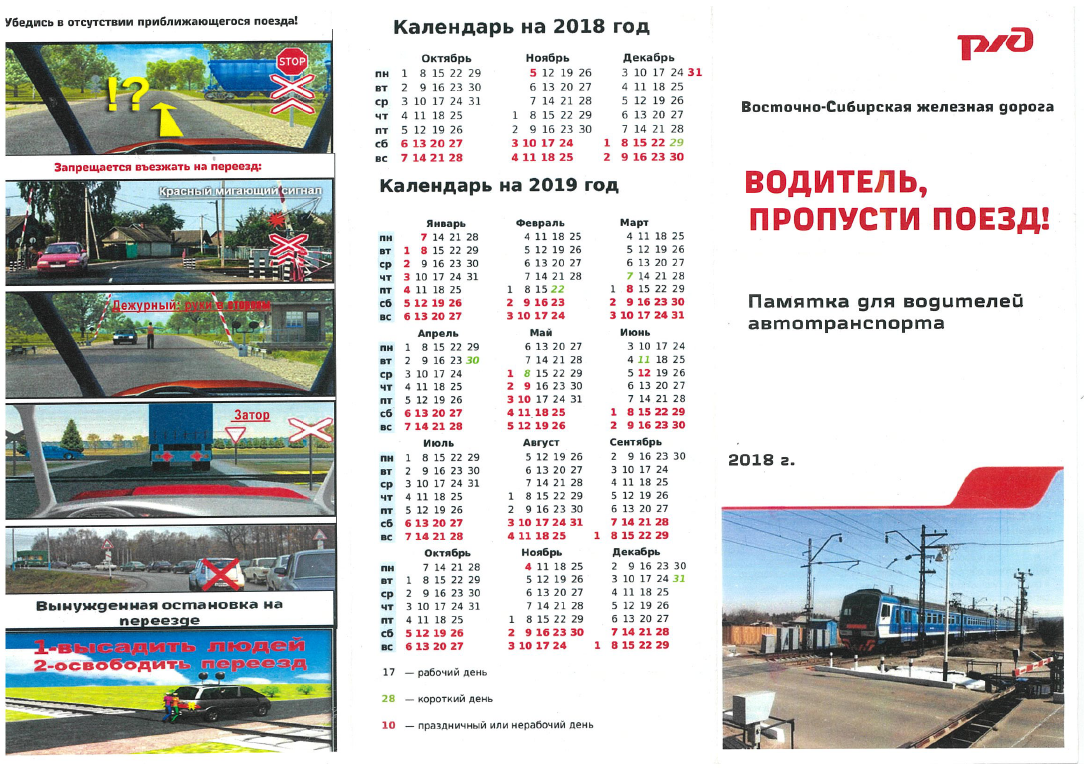 Убедись в отсутствии приближающегося поезда!
!?
STOP
Запрещается въезжать на переезд:
Красный мигающий сигнал
Дежурный: руки в стороны
Затор
Вынужденная остановка на
переезде
1-высадить людей
2-освободить переезд
Календарь на 2018 год
Октябрь Ноябрь Декабрь
пн 1 8 15 22 29 5 12 19 26 3 10 17 24 31
вт 2 9 16 23 30 6 13 20 27 4 11 18 25
ср 3 10 17 24 31 7 14 21 28 5 12 19 26
чт 4 11 18 25 1 8 15 22 29 6 13 20 27
пт 5 12 19 26 2 9 16 23 30 7 14 21 28
сб 6 13 20 27 3 10 17 24 1 8 15 22 29
вс 7 14 21 28 4 11 18 25 2 9 16 23 30
Календарь на 2019 год
Январь Февраль Март
пн 7 14 21 28 4 11 18 25 4 11 18 25
вт 1 8 15 22 29 5 12 19 26 5 12 19 26
ср 2 9 16 23 30 6 13 20 27 6 13 20 27
чт 3 10 17 24 31 7 14 21 28 7 14 21 28
пт 4 11 18 25 1 8 15 22 1 8 15 22 29
сб 5 12 19 26 2 9 16 23 2 9 16 23 30
вс 6 13 20 27 3 10 17 24 3 10 17 24 31
Апрель Май Июнь
пн 1 8 15 22 29 6 13 20 27 3 10 17 24
вт 2 9 16 23 30 7 14 21 28 4 11 18 25
ср 3 10 17 24 1 8 15 22 29 5 12 19 26
чт 4 11 18 25 2 9 16 23 30 6 13 20 27
пт 5 12 19 26 3 10 17 24 31 7 14 21 28
сб 6 13 20 27 4 11 18 25 1 8 15 22 29
вс 7 14 21 28 5 12 19 26 2 9 16 23 30
Июль Август Сентябрь
пн 1 8 15 22 29 5 12 19 26 2 9 16 23 30
вт 2 9 16 23 30 6 13 20 27 3 10 17 24
ср 3 10 17 24 31 7 14 21 28 4 11 18 25
чт 4 11 18 25 1 8 15 22 29 5 12 19 26
пт 5 12 19 26 2 9 16 23 30 6 13 20 27
сб 6 13 20 27 3 10 17 24 31 7 14 21 28
вс 7 14 21 28 4 11 18 25 1 8 15 22 29
Октябрь Ноябрь Декабрь
пн 7 14 21 28 4 11 18 25 2 9 16 23 30
вт 1 8 15 22 29 5 12 19 26 3 10 17 24 31
ср 2 9 16 23 30 6 13 20 27 4 11 18 25
чт 3 10 17 24 31 7 14 21 28 5 12 19 26
пт 4 11 18 25 1 8 15 22 29 6 13 20 27
сб 5 12 19 26 2 9 16 23 30 7 14 21 28
вс 6 13 20 27 3 10 17 24 1 8 15 22 29
17 — рабочий день
28 — короткий день
10 — праздничный или нерабочий день
ржд
Восточно-Сибирская железная дорога
ВОДИТЕЛЬ,
ПРОПУСТИ ПОЕЗД!
Памятка для водителей
автотранспорта
2018 г.